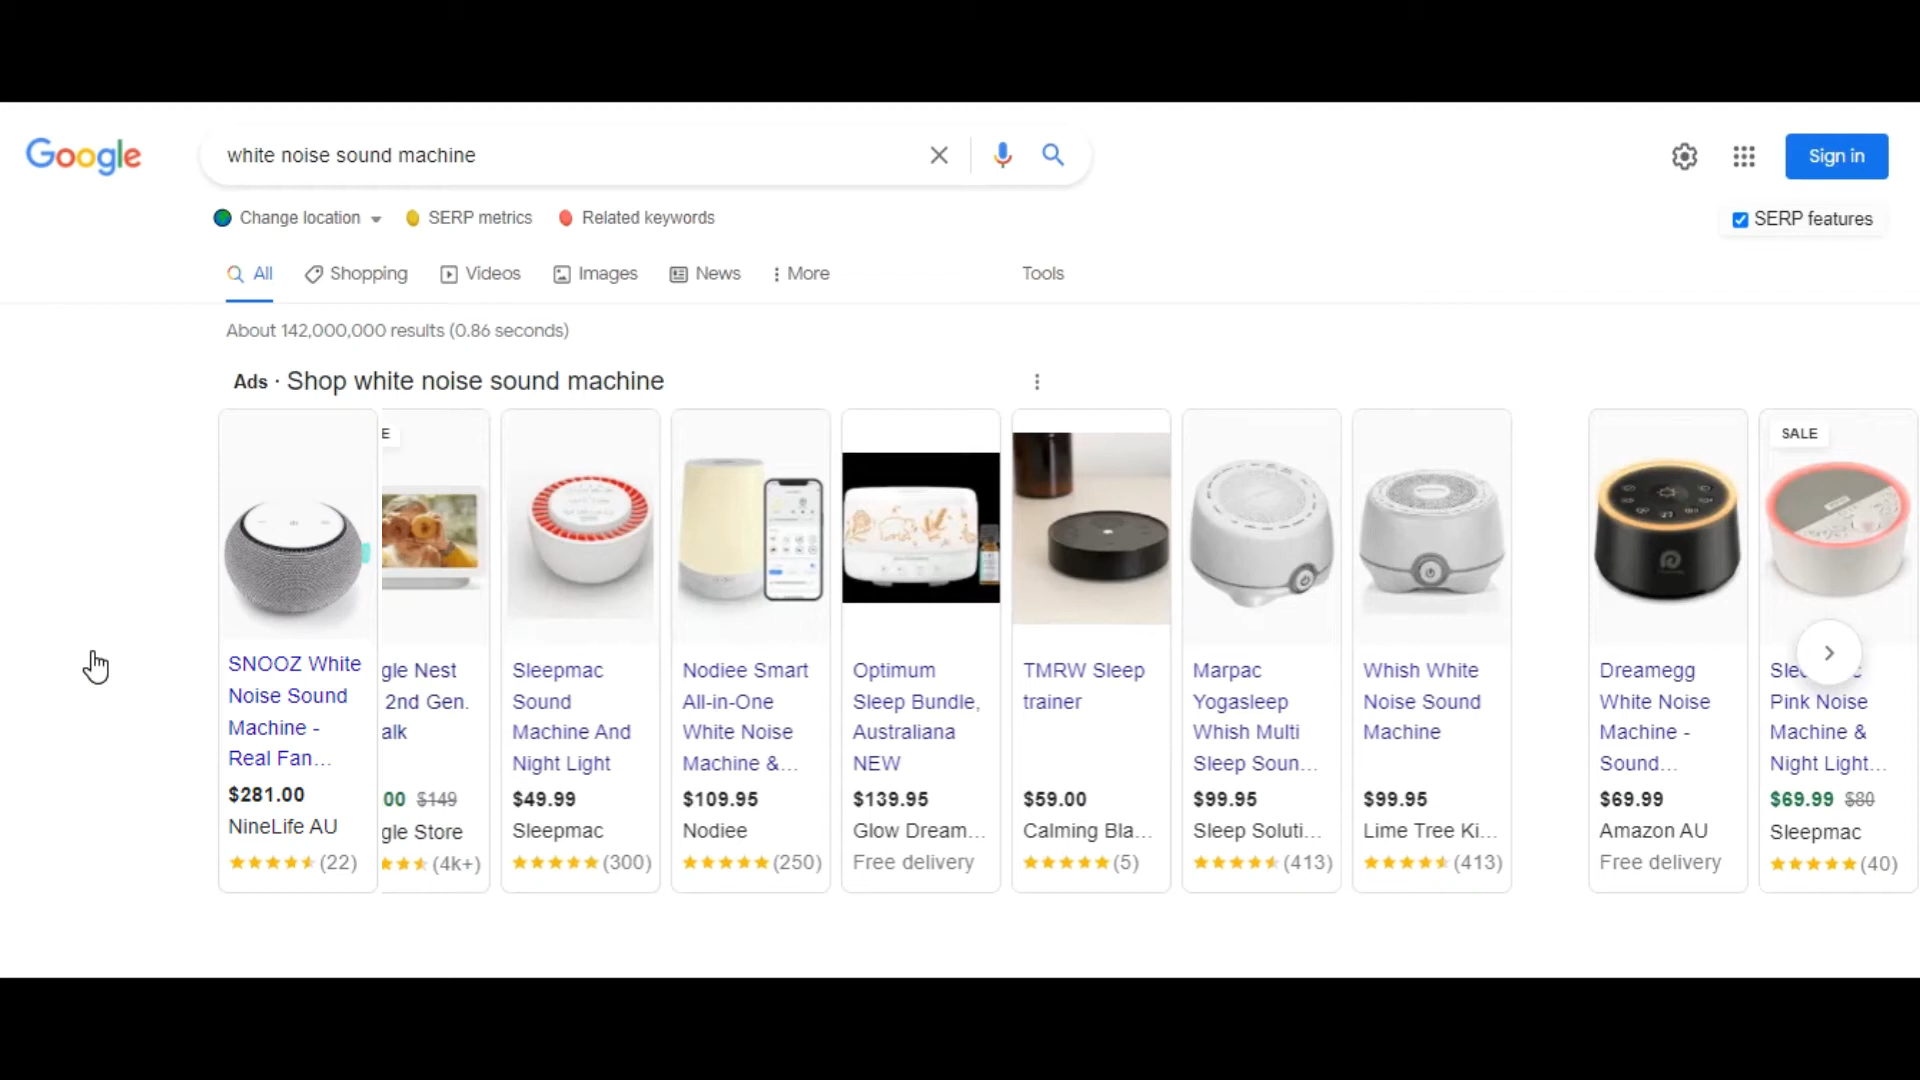 Google
white noise sound machine
Sign in
Change location
SERP metrics
Related keywords
SERP features
All
Shopping
Videos
Images
News
More
Tools
About 142,000,000 results (0.86 seconds)
Ads · Shop white noise sound machine
SNOOZ White
Noise Sound
Machine -
Real Fan...
$281.00
NineLife AU
(22)
E
gle Nest
2nd Gen.
alk
00 $149
gle Store
(4k+)
Sleepmac
Sound
Machine And
Night Light
$49.99
Sleepmac
(300)
Nodiee Smart
All-in-One
White Noise
Machine &...
$109.95
Nodiee
(250)
Optimum
Sleep Bundle,
Australiana
NEW
$139.95
Glow Dream...
Free delivery
TMRW Sleep
trainer
$59.00
Calming Bla...
(5)
Marpac
Yogasleep
Whish Multi
Sleep Soun...
$99.95
Sleep Soluti...
(413)
Whish White
Noise Sound
Machine
$99.95
Lime Tree Ki...
(413)
Dreamegg
White Noise
Machine -
Sound...
$69.99
Amazon AU
Free delivery
SALE
Pink Noise
Machine &
Night Light...
$69.99 $80
Sleepmac
(40)